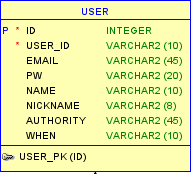 USER
P * ID INTEGER
* USER_ID VARCHAR2 (10)
EMAIL VARCHAR2 (45)
PW VARCHAR2 (20)
NAME VARCHAR2 (10)
NICKNAME VARCHAR2 (8)
AUTHORITY VARCHAR2 (45)
WHEN VARCHAR2 (10)
USER_PK (ID)